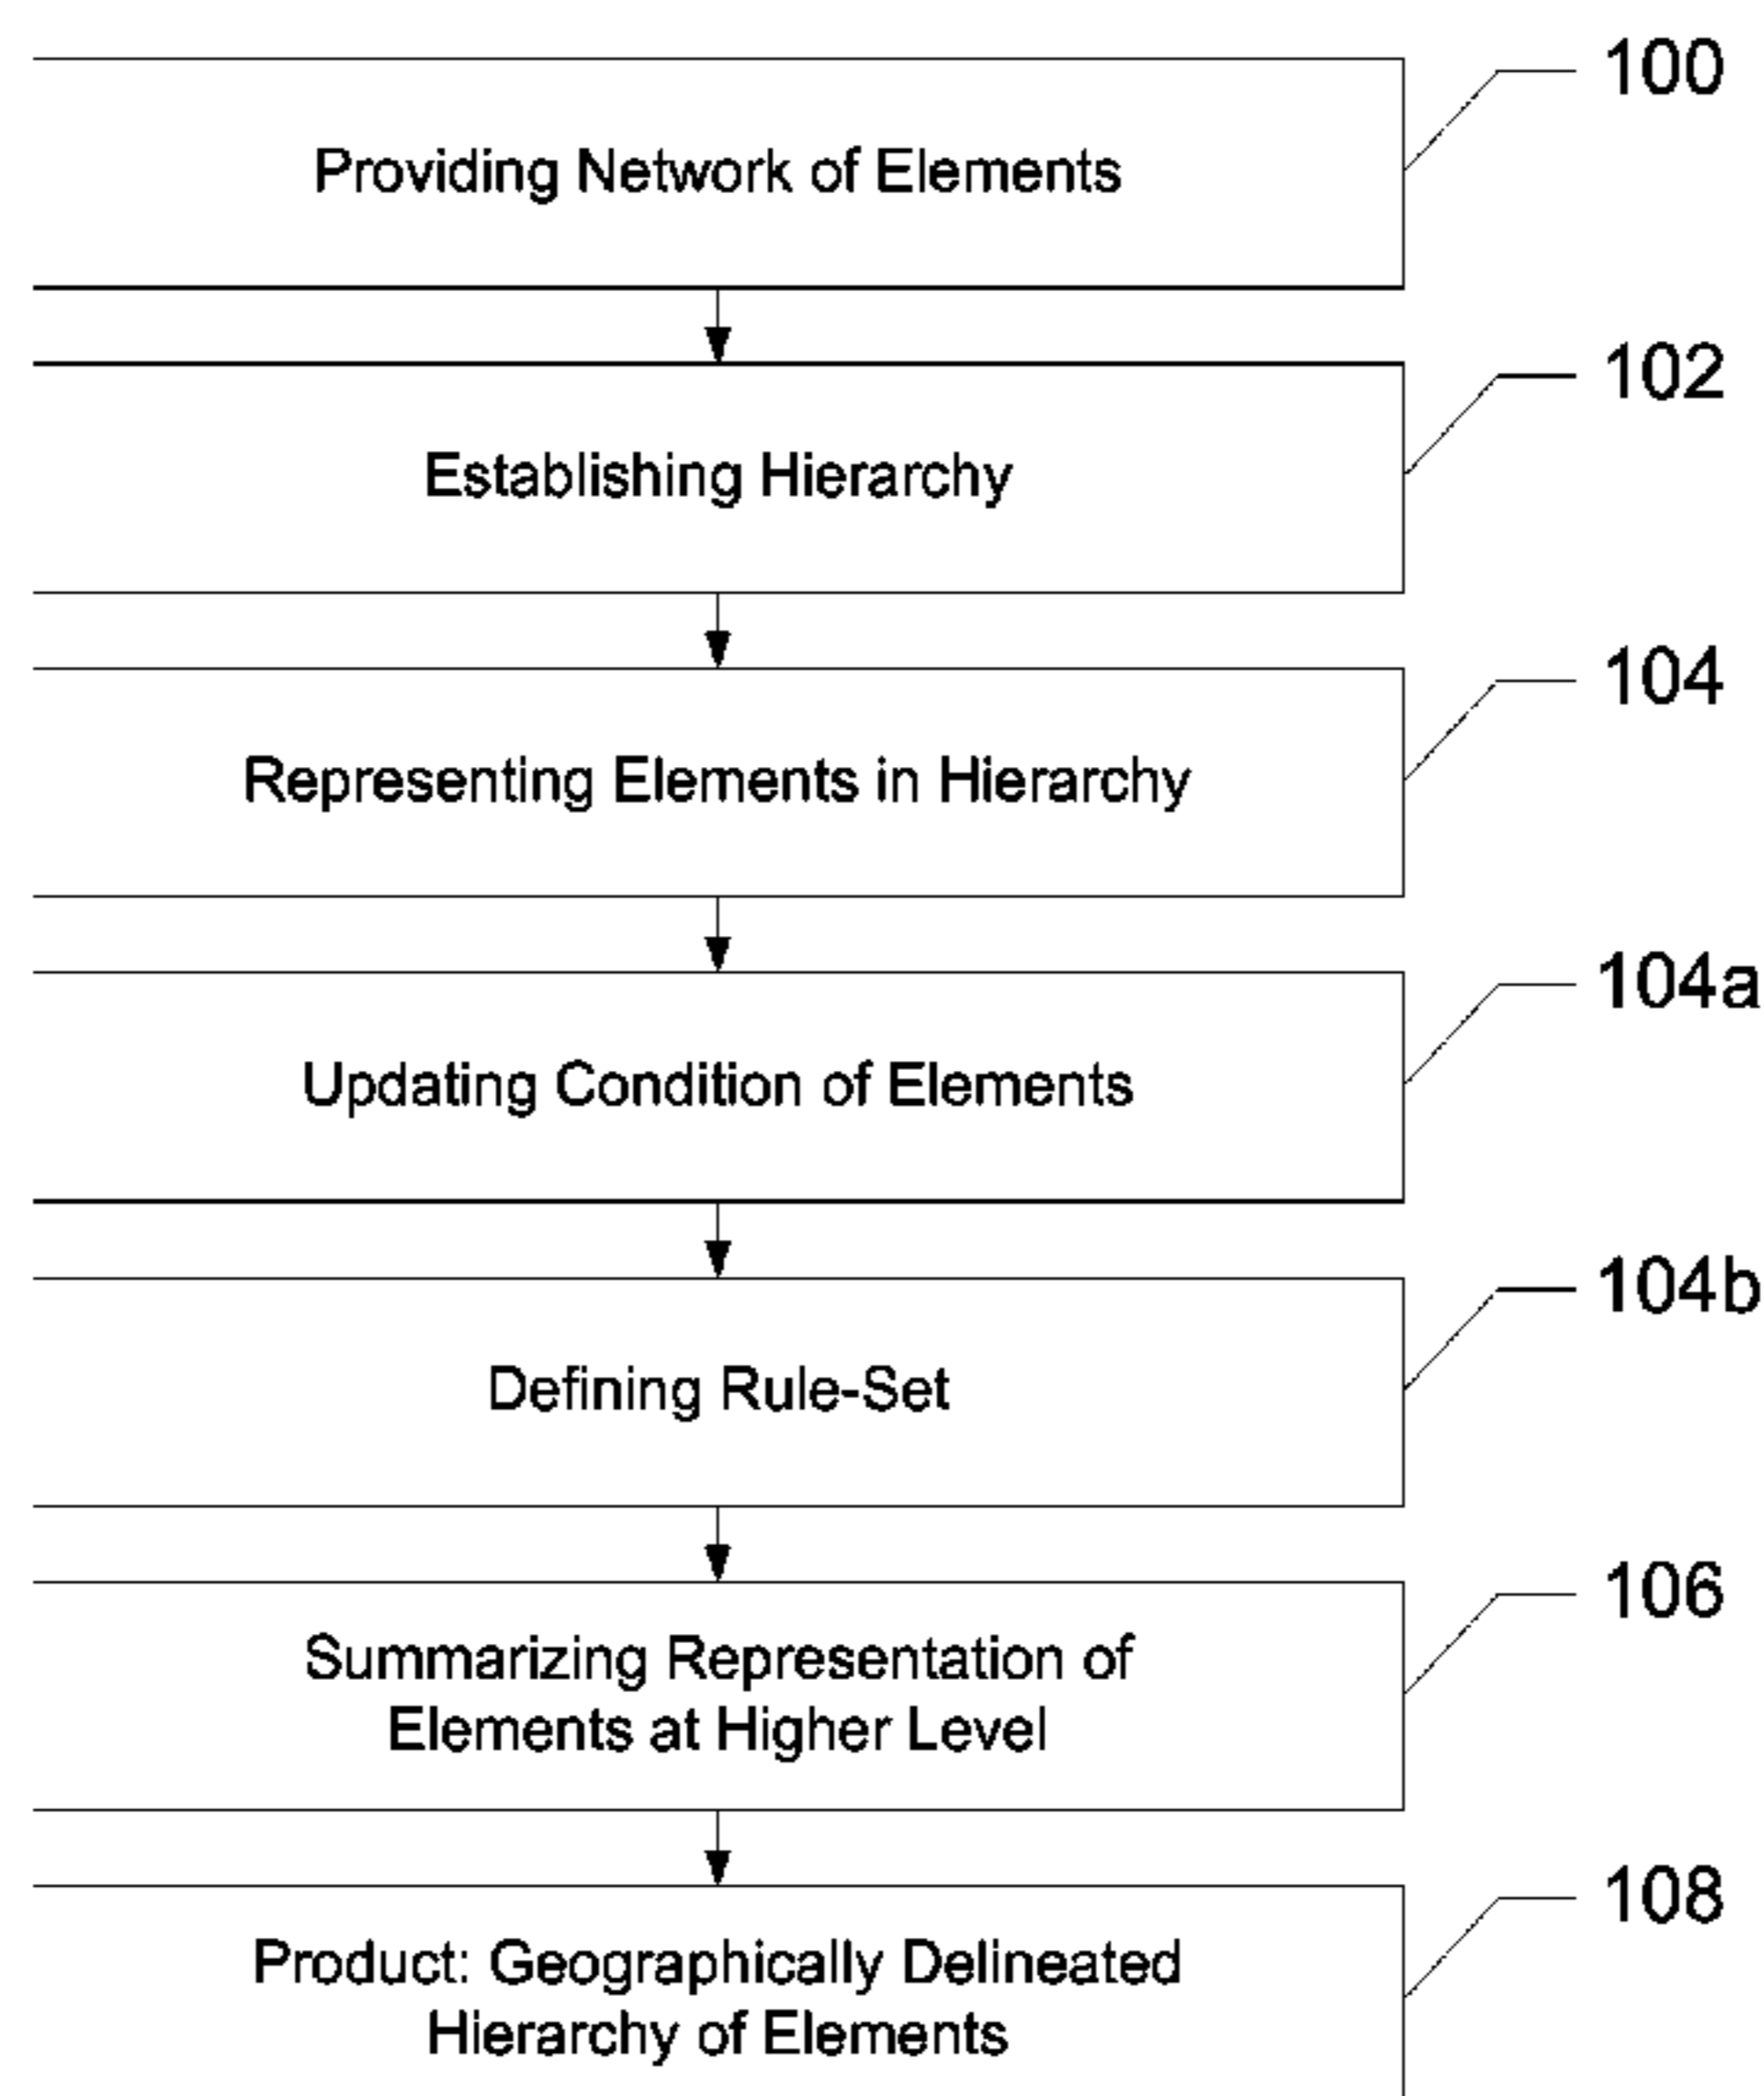 100
Providing Network of Elements
102
Establishing Hierarchy
104
Representing Elements in Hierarchy
104a
Updating Condition of Elements
104b
Defining Rule-Set
106
Summarizing Representation of
Elements at Higher Level
108
Product: Geographically Delineated
Hierarchy of Elements